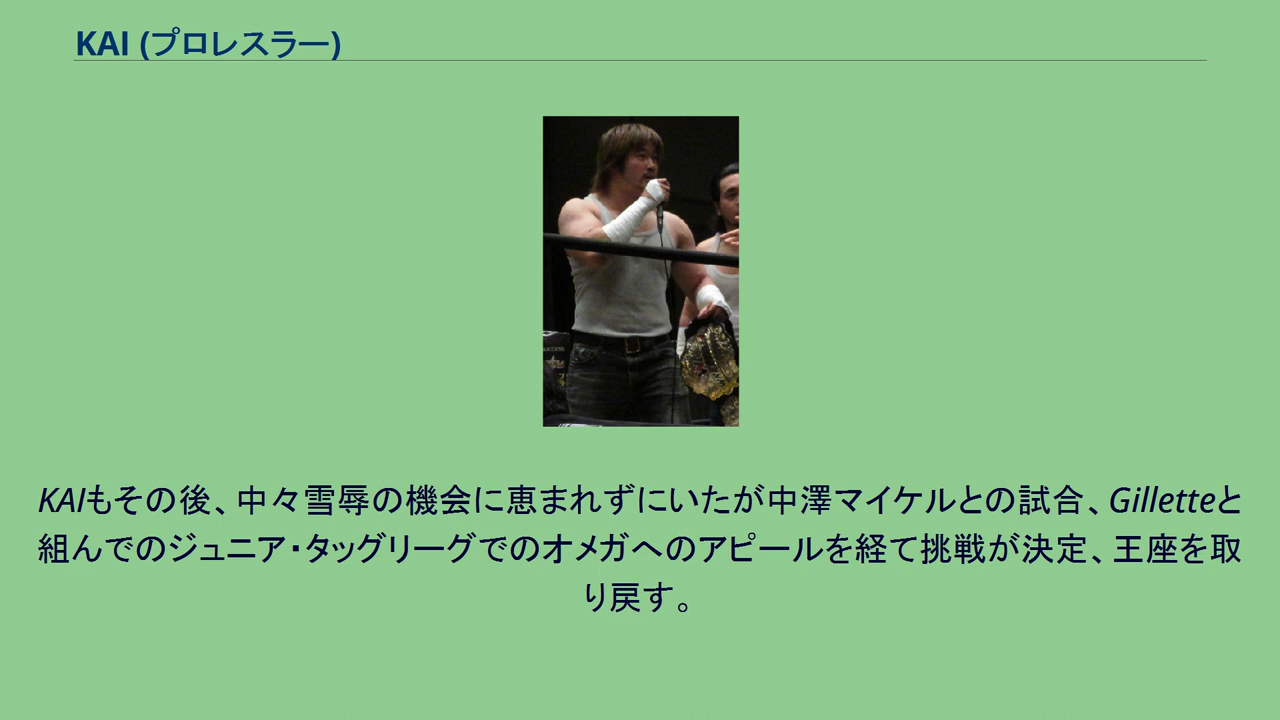 KAI (プロレスラー)
KAIもその後、中々雪辱の機会に恵まれずにいたが中澤マイケルとの試合、Gilletteと
組んでのジュニア・タッグリーグでのオメガへのアピールを経て挑戦が決定、王座を取
り戻す。